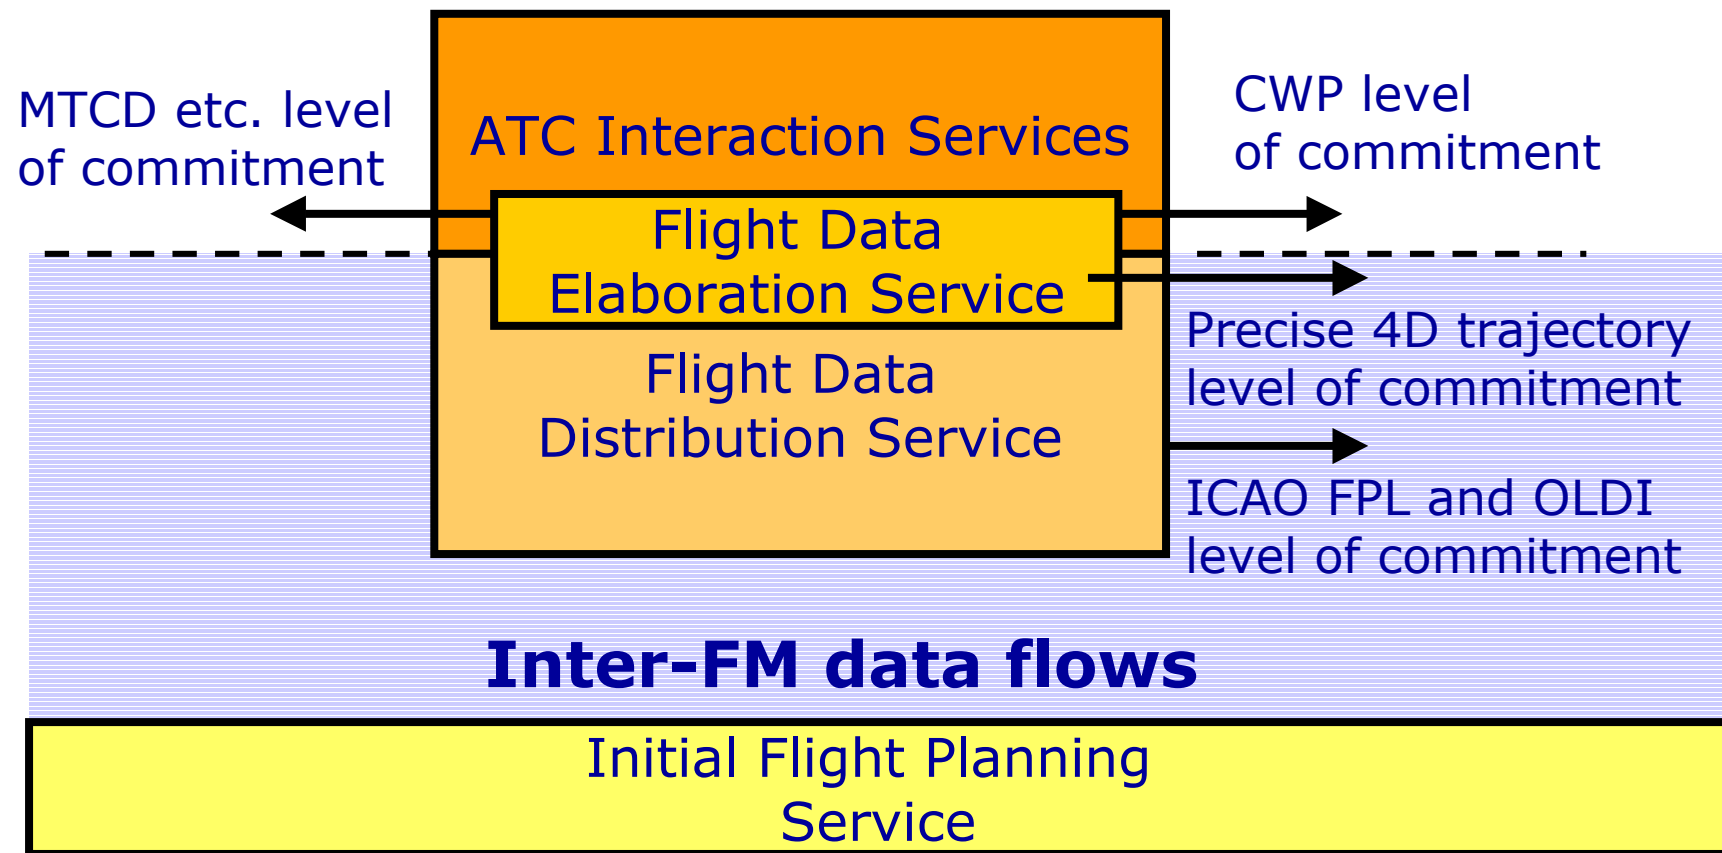 MTCD etc. level
of commitment
ATC Interaction Services
CWP level
of commitment
Flight Data
Elaboration Service
Precise 4D trajectory
level of commitment
Flight Data
Distribution Service
ICAO FPL and OLDI
level of commitment
Inter-FM data flows
Initial Flight Planning
Service